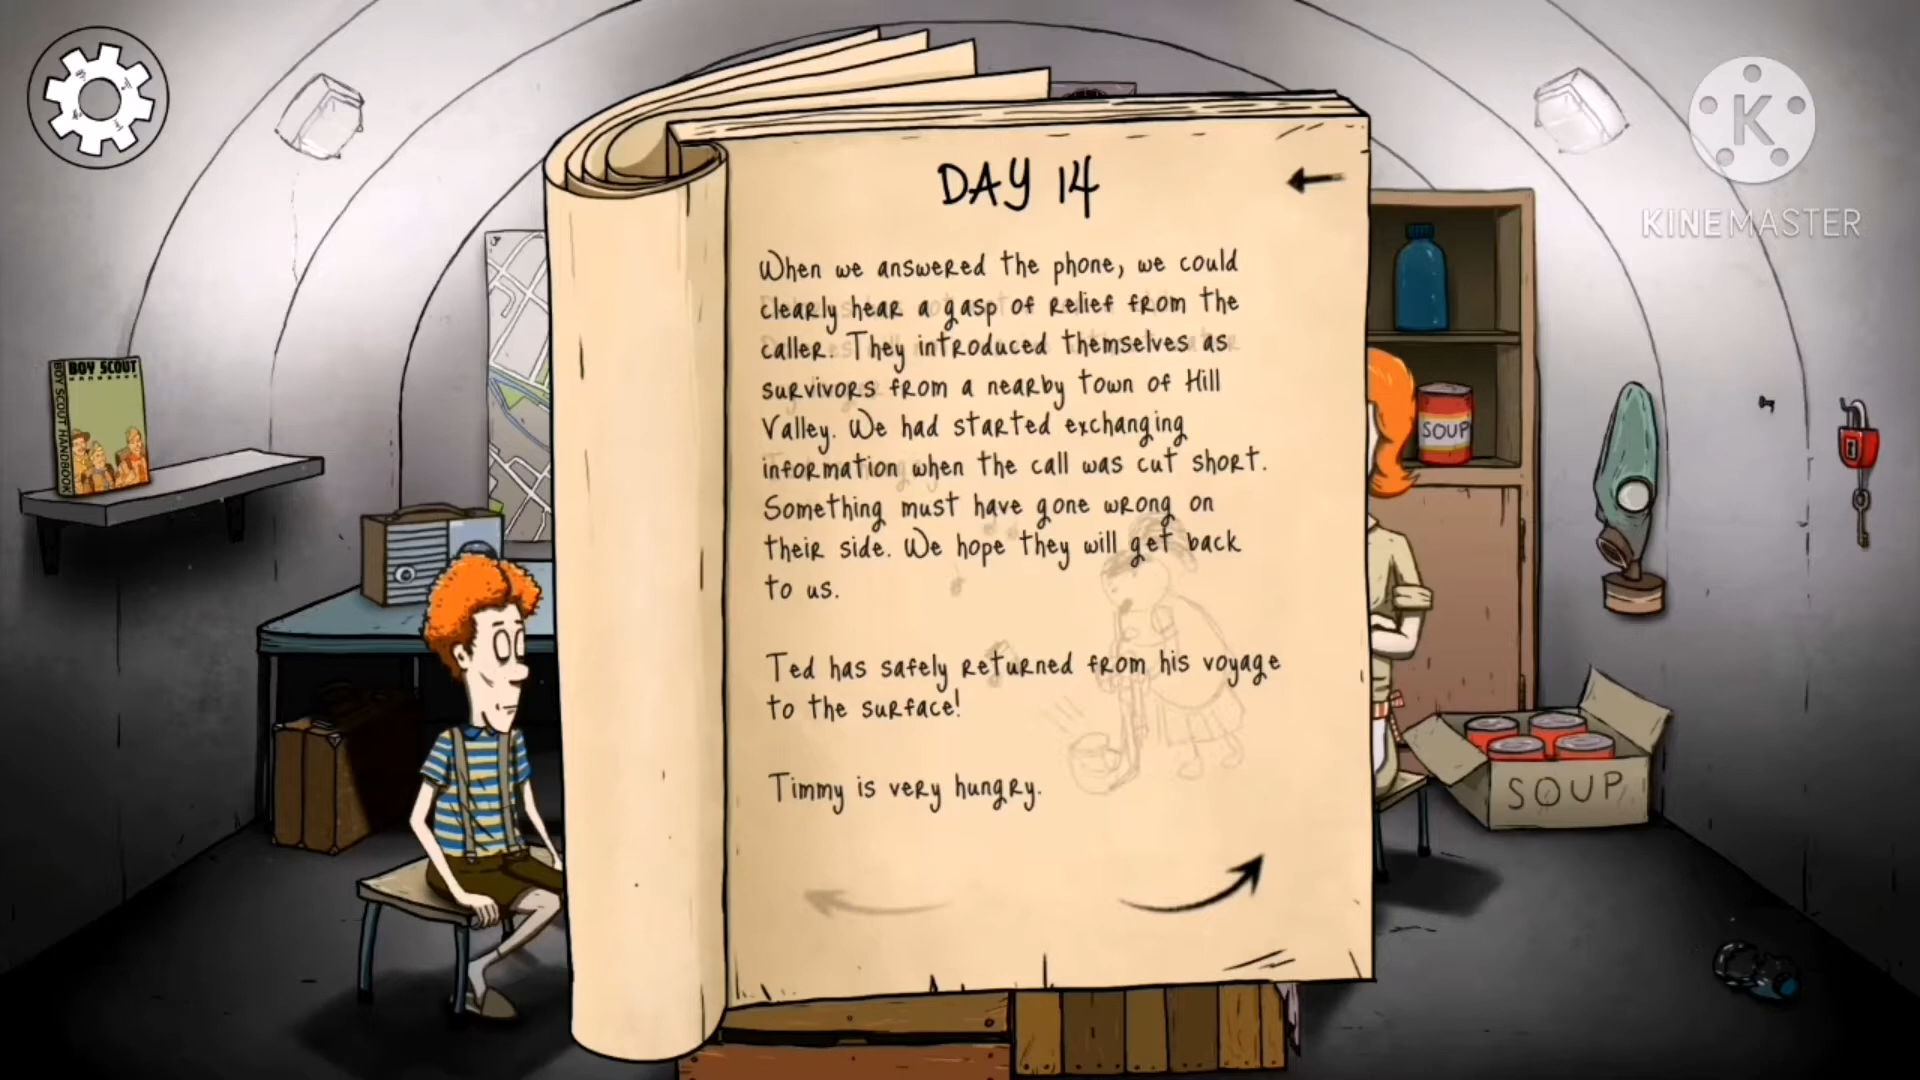 DAY 14
When we answered the phone, we could
clearly hear a gasp of relief from the
caller. They introduced themselves as
survivors from a nearby town of Hill
Valley. We had started exchanging
information when the call was cut short.
Something must have gone wrong on
their side. We hope they will get back
to us.
Ted has safely returned from his voyage
to the surface!
Timmy is very hungry.
BOY SCOUT
HANDBOOK
BOY SCOUT HANDBOOK
K
KINEMASTER
SOUP
SOUP